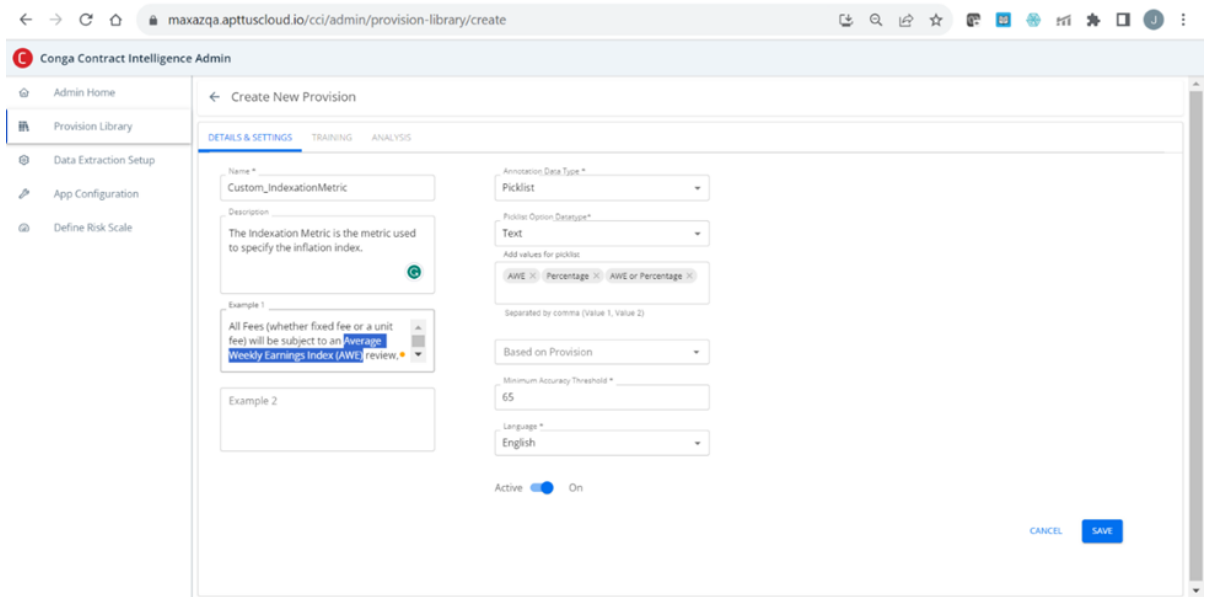 maxazqa.apttuscloud.io/cci/admin/provision-library/create
J
C Conga Contract Intelligence Admin
Admin Home
Provision Library
Data Extraction Setup
App Configuration
Define Risk Scale
← Create New Provision
DETAILS & SETTINGS TRAINING ANALYSIS
Name *
Custom_IndexationMetric
Description
The Indexation Metric is the metric used
to specify the inflation index.
Example 1
All Fees (whether fixed fee or a unit
fee) will be subject to an Average
Weekly Earnings Index (AWE) review,
Example 2
Annotation Data Type *
Picklist
Picklist Option Datatype*
Text
Add values for picklist
AWE × Percentage × AWE or Percentage ×
Separated by comma (Value 1, Value 2)
Based on Provision
Minimum Accuracy Threshold *
65
Language *
English
Active On
CANCEL SAVE